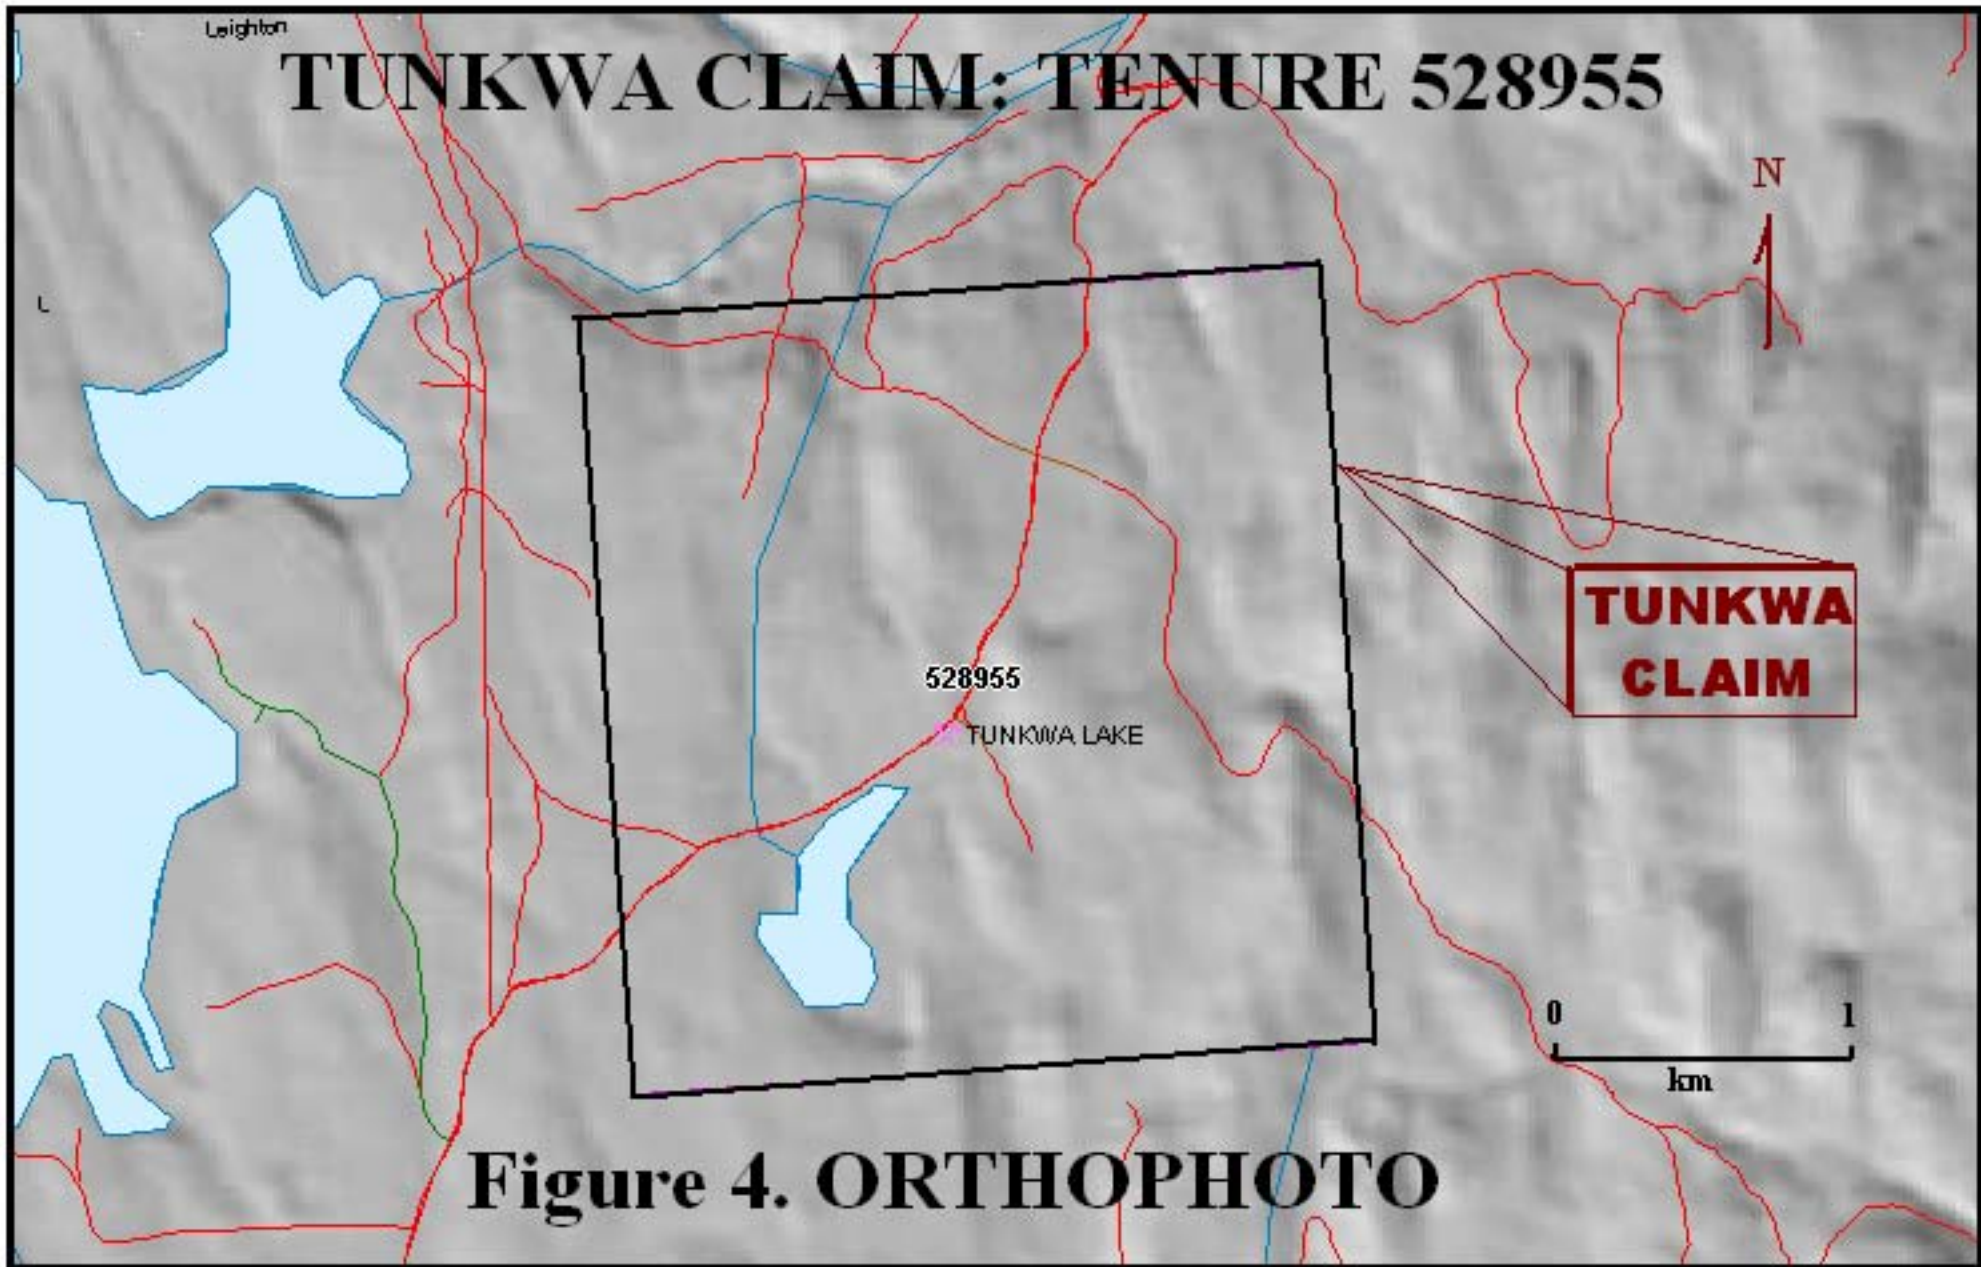 Leighton
TUNKWA CLAIM: TENURE 528955
N
L
TUNKWA
CLAIM
528955
TUNKWA LAKE
0 1
km
Figure 4. ORTHOPHOTO